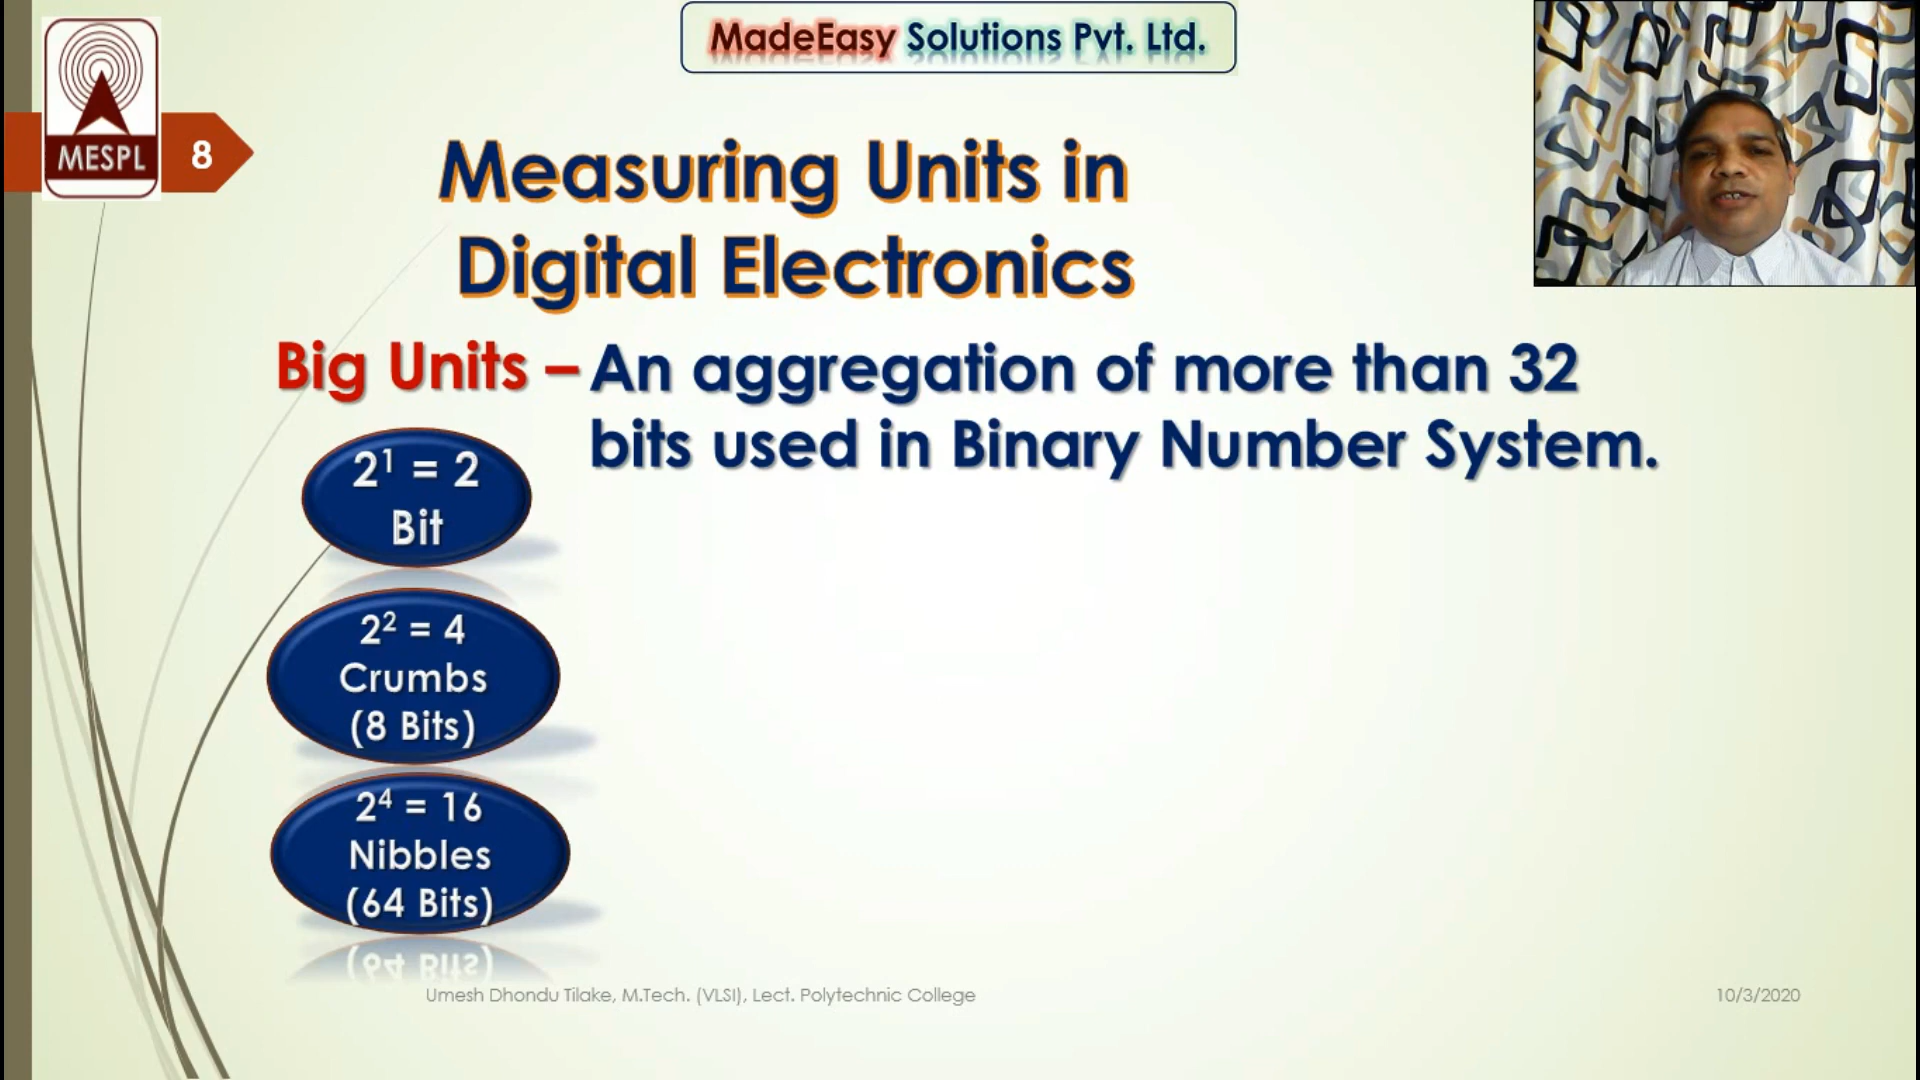 MadeEasy Solutions Pvt. Ltd.
MESPL
8
Measuring Units in
Digital Electronics
Big Units – An aggregation of more than 32
bits used in Binary Number System.
2¹ = 2
Bit
2² = 4
Crumbs
(8 Bits)
2⁴ = 16
Nibbles
(64 Bits)
Umesh Dhondu Tilake, M.Tech. (VLSI), Lect. Polytechnic College
10/3/2020